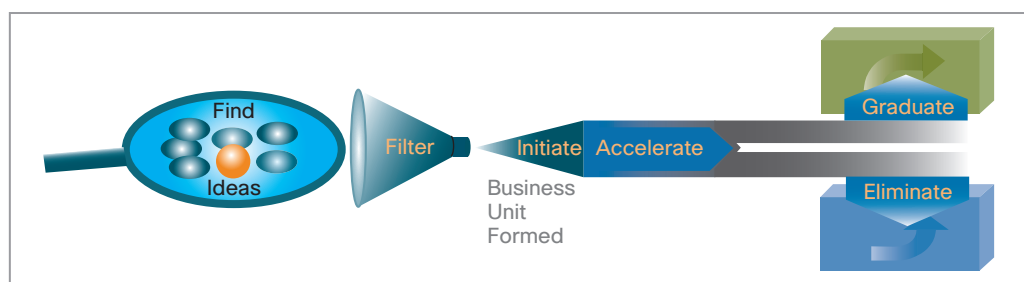 Find
Ideas
Filter
Initiate
Accelerate
Business
Unit
Formed
Graduate
Eliminate